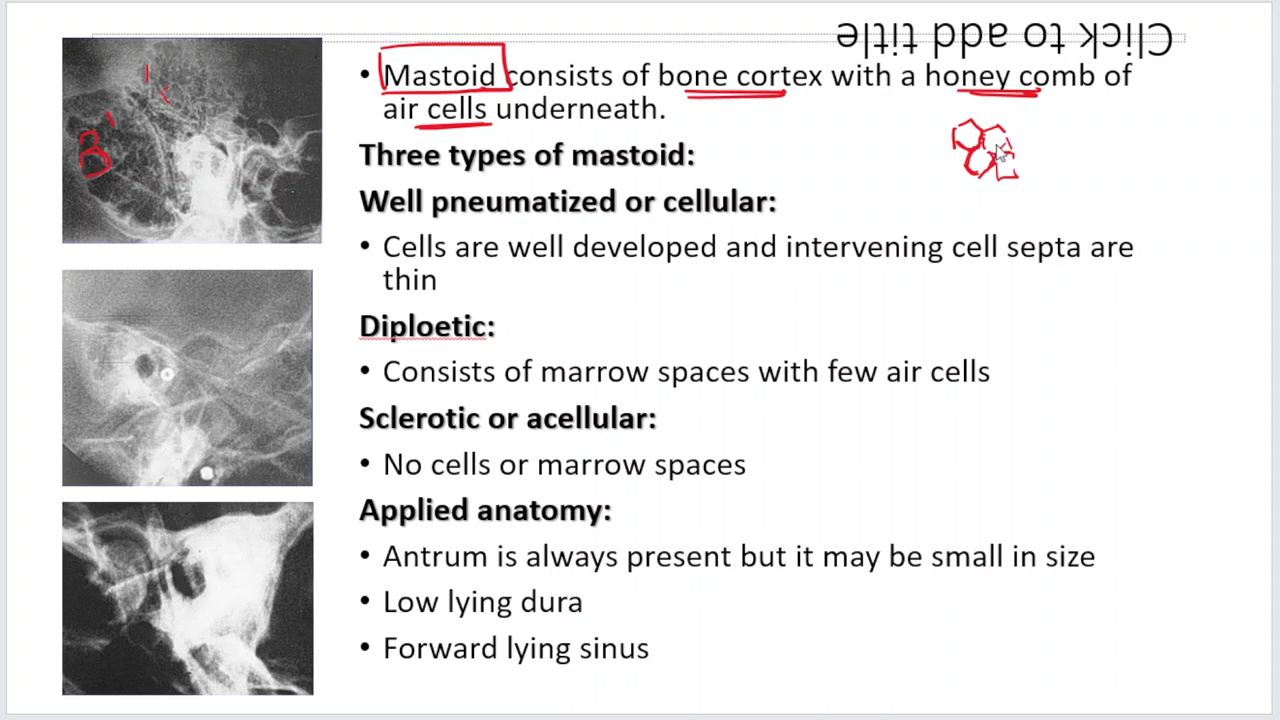 Click to add title
• Mastoid consists of bone cortex with a honey comb of
air cells underneath.
Three types of mastoid:
Well pneumatized or cellular:
• Cells are well developed and intervening cell septa are
thin
Diploetic:
• Consists of marrow spaces with few air cells
Sclerotic or acellular:
• No cells or marrow spaces
Applied anatomy:
• Antrum is always present but it may be small in size
• Low lying dura
• Forward lying sinus